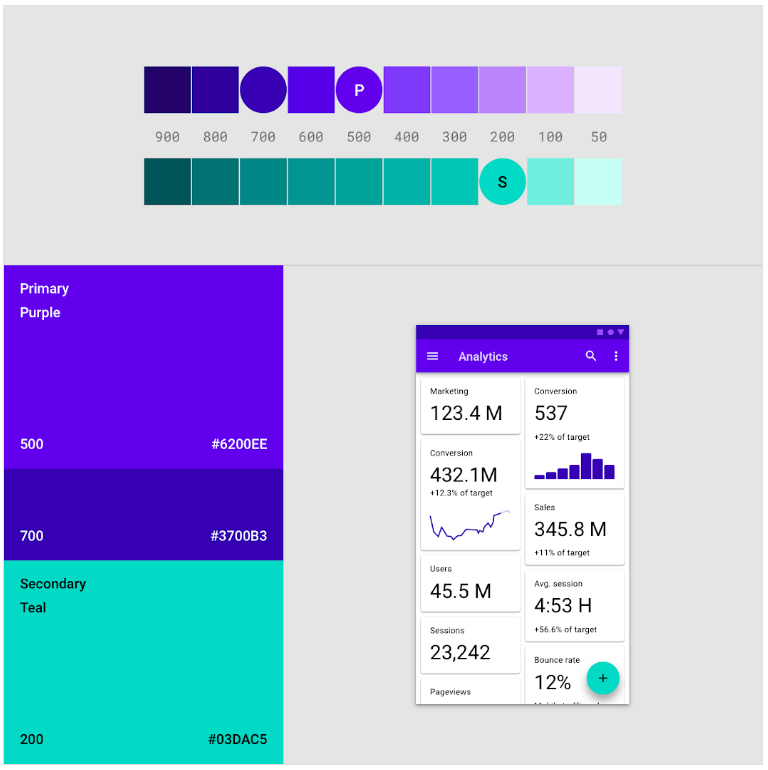 P
900 800 700 600 500 400 300 200 100 50
S
Primary
Purple
500 #6200EE
700 #3700B3
Secondary
Teal
200 #03DAC5
Analytics
Marketing
123.4 M
Conversion
432.1M
+12.3% of target
Users
45.5 M
Sessions
23,242
Pageviews
Conversion
537
+22% of target
Sales
345.8 M
+11% of target
Avg. session
4:53 H
+56.6% of target
Bounce rate
12%
+